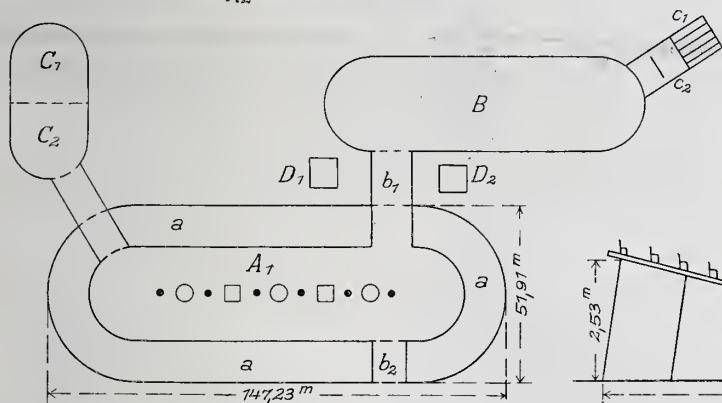 C₁
C₂
B
c₁
c₂
D₁
b₁
D₂
a
A₁
a
a
b₂
51,91 m
147,23 m
2,53 m